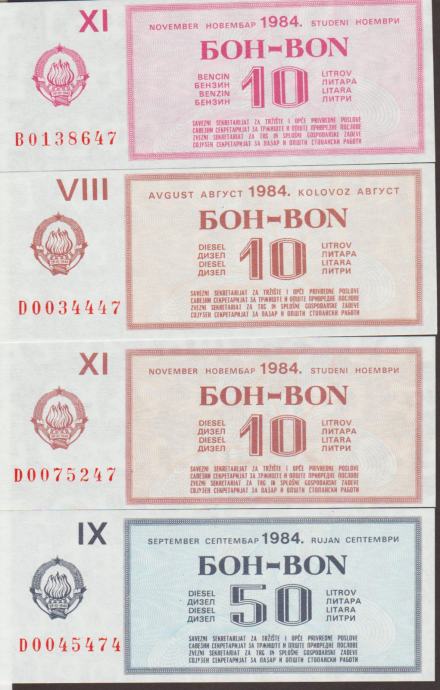 XI
NOVEMBER НОВЕМБАР 1984. STUDENI НОЕМВРИ
БОН-BON
BENCIN
БЕНЗИН
BENZIN
БЕНЗИН
10
LITROV
ЛИТАРА
LITARA
ЛИТРИ
B0138647
SAVEZNI SEKRETARIJAT ZA TRŽIŠTE I OPĆE PRIVREDNE POSLOVE
САВЕЗНИ СЕКРЕТАРИЈАТ ЗА ТРЖИШТЕ И ОПШТЕ ПРИВРЕДНЕ ПОСЛОВЕ
ZVEZNI SEKRETARIAT ZA TRG IN SPLOŠNE GOSPODARSKE ZADEVE
СОЈУЗЕН СЕКРЕТАРИЈАТ ЗА ПАЗАР И ОПШТИ СТОПАНСКИ РАБОТИ
VIII
AVGUST АВГУСТ 1984. KOLOVOZ АВГУСТ
БОН-BON
DIESEL
ДИЗЕЛ
DIESEL
ДИЗЕЛ
10
LITROV
ЛИТАРА
LITARA
ЛИТРИ
D0034447
SAVEZNI SEKRETARIJAT ZA TRŽIŠTE I OPĆE PRIVREDNE POSLOVE
САВЕЗНИ СЕКРЕТАРИЈАТ ЗА ТРЖИШТЕ И ОПШТЕ ПРИВРЕДНЕ ПОСЛОВЕ
ZVEZNI SEKRETARIAT ZA TRG IN SPLOŠNE GOSPODARSKE ZADEVE
СОЈУЗЕН СЕКРЕТАРИЈАТ ЗА ПАЗАР И ОПШТИ СТОПАНСКИ РАБОТИ
XI
NOVEMBER НОВЕМБАР 1984. STUDENI НОЕМВРИ
БОН-BON
DIESEL
ДИЗЕЛ
DIESEL
ДИЗЕЛ
10
LITROV
ЛИТАРА
LITARA
ЛИТРИ
D0075247
SAVEZNI SEKRETARIJAT ZA TRŽIŠTE I OPĆE PRIVREDNE POSLOVE
САВЕЗНИ СЕКРЕТАРИЈАТ ЗА ТРЖИШТЕ И ОПШТЕ ПРИВРЕДНЕ ПОСЛОВЕ
ZVEZNI SEKRETARIAT ZA TRG IN SPLOŠNE GOSPODARSKE ZADEVE
СОЈУЗЕН СЕКРЕТАРИЈАТ ЗА ПАЗАР И ОПШТИ СТОПАНСКИ РАБОТИ
IX
SEPTEMBER СЕПТЕМБАР 1984. RUJAN СЕПТЕМВРИ
БОН-BON
DIESEL
ДИЗЕЛ
DIESEL
ДИЗЕЛ
50
LITROV
ЛИТАРА
LITARA
ЛИТРИ
D0045474
SAVEZNI SEKRETARIJAT ZA TRŽIŠTE I OPĆE PRIVREDNE POSLOVE
САВЕЗНИ СЕКРЕТАРИЈАТ ЗА ТРЖИШТЕ И ОПШТЕ ПРИВРЕДНЕ ПОСЛОВЕ
ZVEZNI SEKRETARIAT ZA TRG IN SPLOŠNE GOSPODARSKE ZADEVE
СОЈУЗЕН СЕКРЕТАРИЈАТ ЗА ПАЗАР И ОПШТИ СТОПАНСКИ РАБОТИ